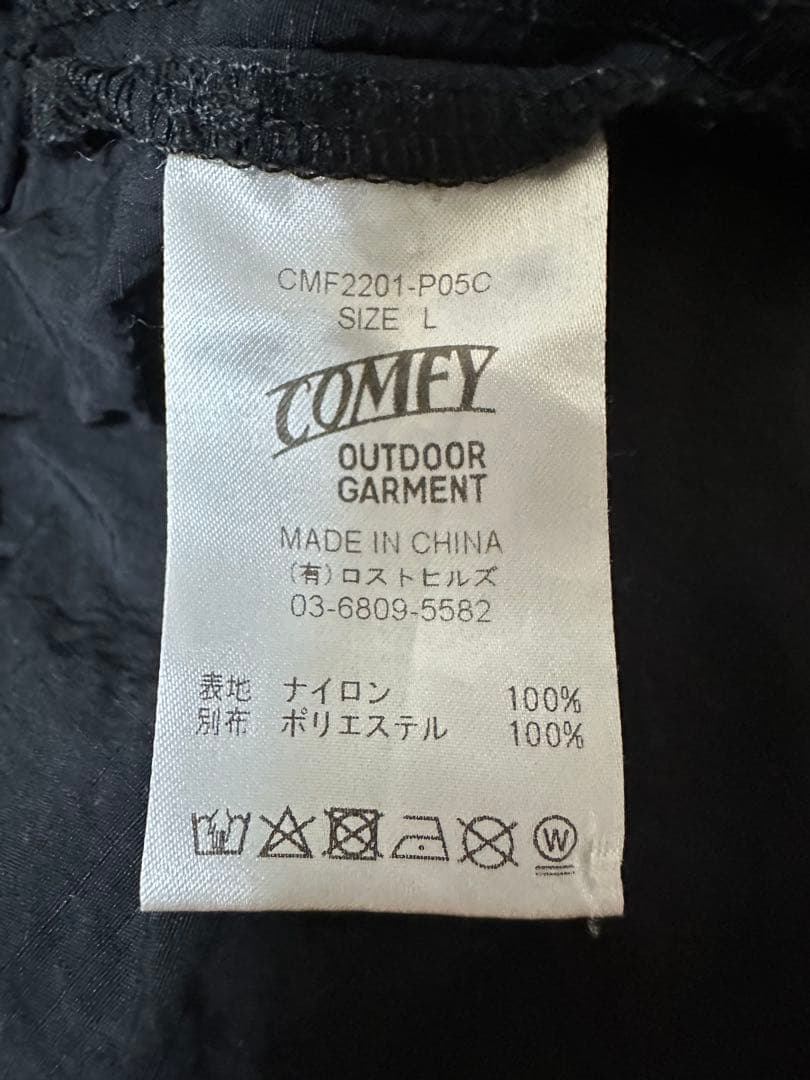 CMF2201-P05C
SIZE L
COMFY
OUTDOOR
GARMENT
MADE IN CHINA
(有)ロストヒルズ
03-6809-5582
表地 ナイロン 100%
別布 ポリエステル 100%
W